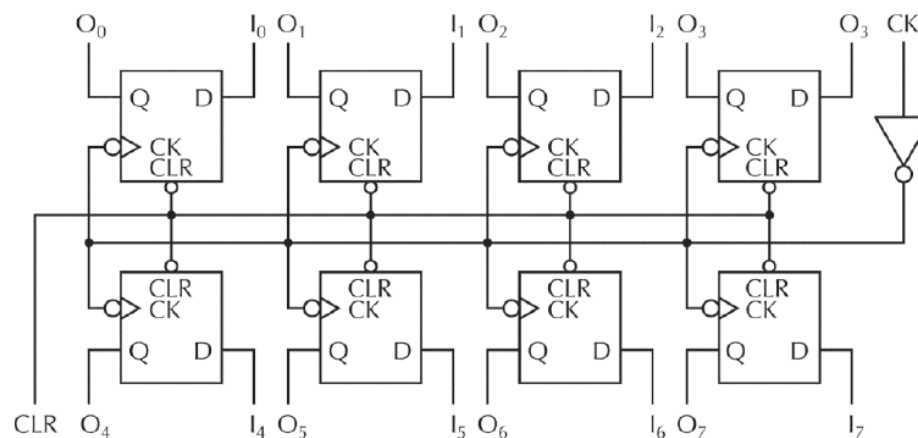 O₀ I₀ O₁ I₁ O₂ I₂ O₃ O₃ CK
Q D Q D Q D Q D
CK CK CK CK
CLR CLR CLR CLR
CLR CLR CLR CLR
CK CK CK CK
Q D Q D Q D Q D
CLR O₄ I₄ O₅ I₅ O₆ I₆ O₇ I₇